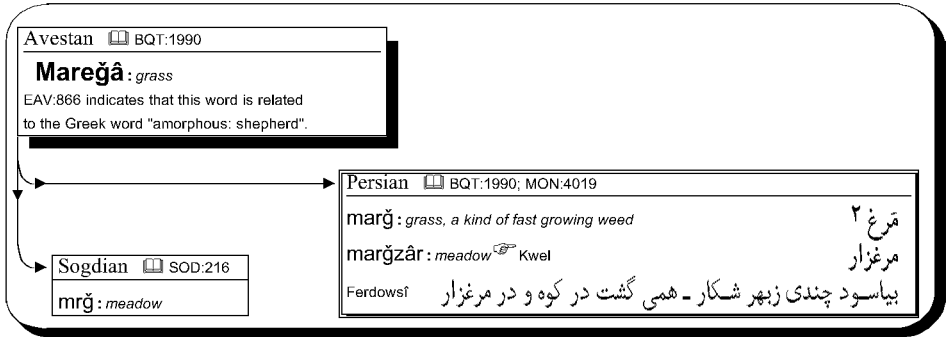 Avestan 🕮 BQT:1990
Mareğâ : grass
EAV:866 indicates that this word is related
to the Greek word "amorphous: shepherd".
Persian 🕮 BQT:1990; MON:4019
marğ : grass, a kind of fast growing weed مَرغ ۲
marğzâr : meadow ☞ Kwel مرغزار
Ferdowsî بیاسود چندی زبهر شکار ـ همی گشت در کوه و در مرغزار
Sogdian 🕮 SOD:216
mrğ : meadow